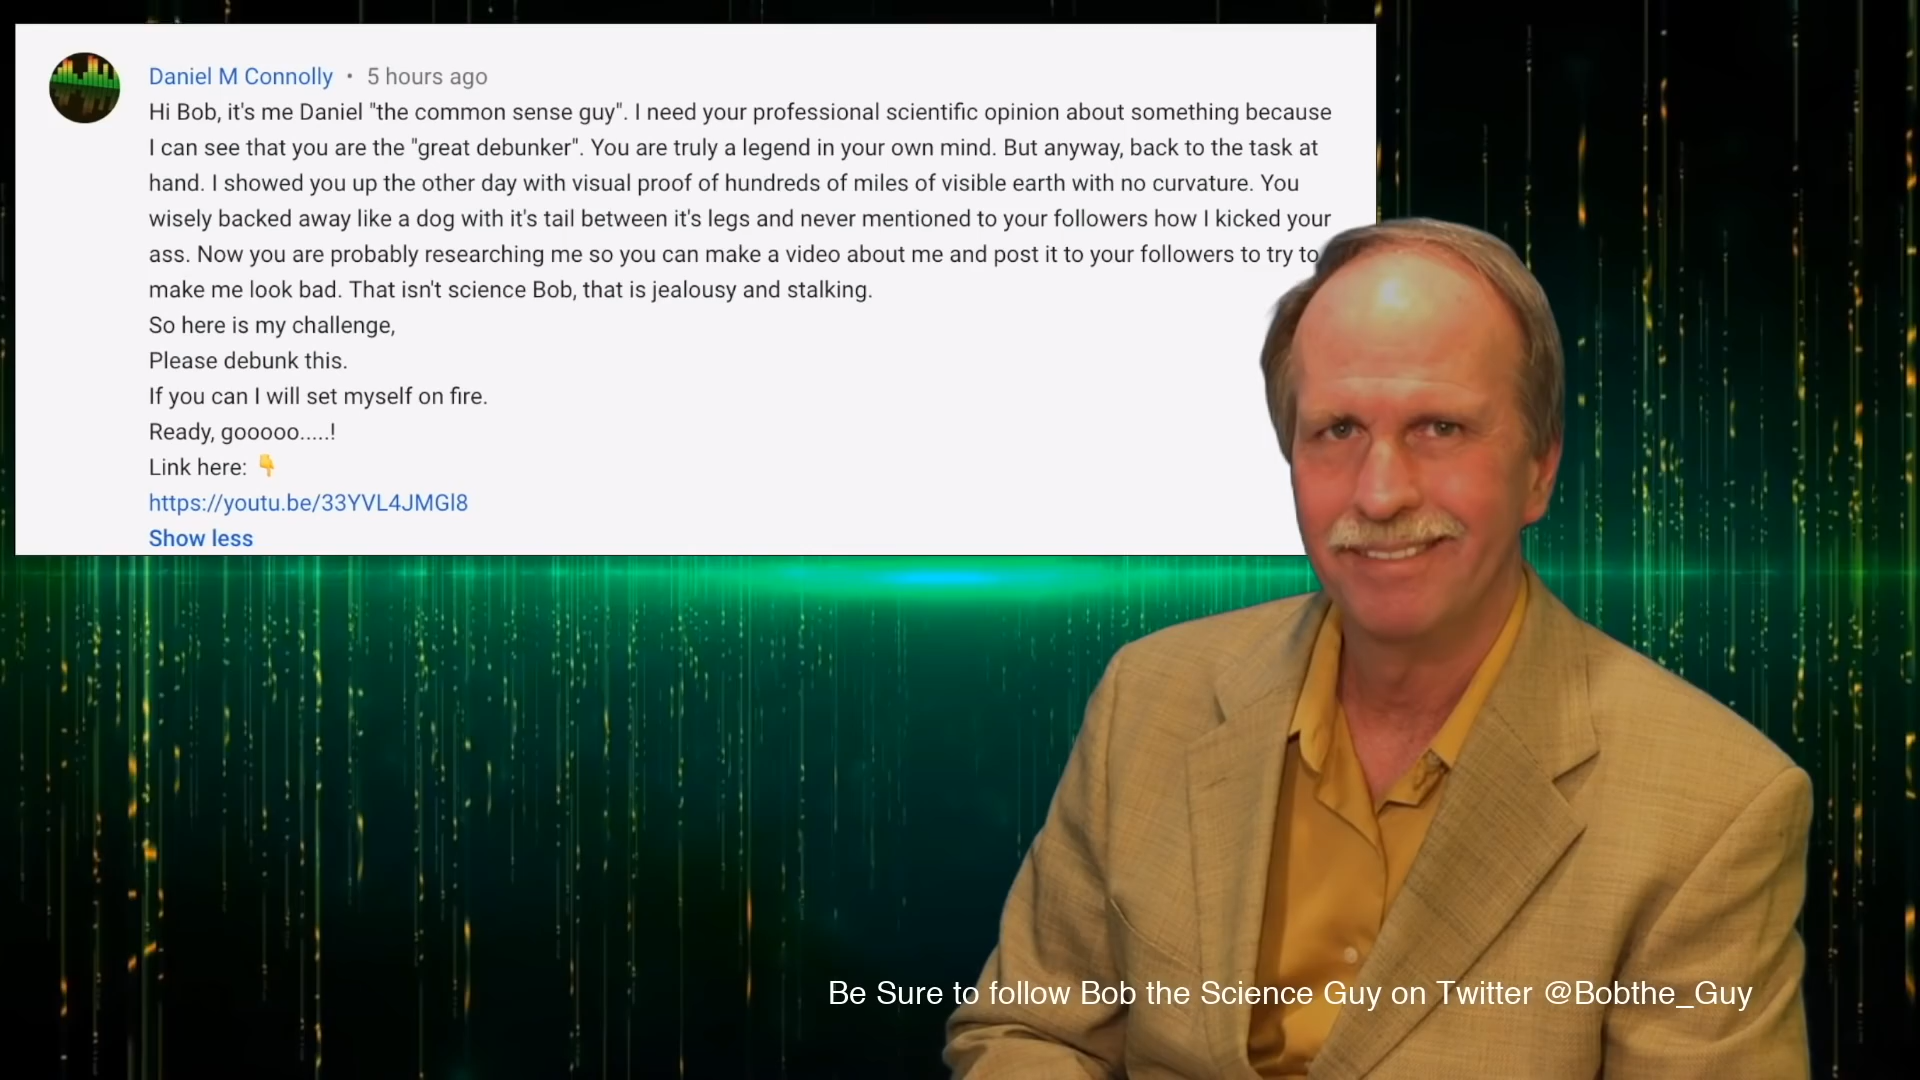 Daniel M Connolly • 5 hours ago
Hi Bob, it's me Daniel "the common sense guy". I need your professional scientific opinion about something because
I can see that you are the "great debunker". You are truly a legend in your own mind. But anyway, back to the task at
hand. I showed you up the other day with visual proof of hundreds of miles of visible earth with no curvature. You
wisely backed away like a dog with it's tail between it's legs and never mentioned to your followers how I kicked your
ass. Now you are probably researching me so you can make a video about me and post it to your followers to try to
make me look bad. That isn't science Bob, that is jealousy and stalking.
So here is my challenge,
Please debunk this.
If you can I will set myself on fire.
Ready, gooooo.....!
Link here: 👇
https://youtu.be/33YVL4JMGl8
Show less
Be Sure to follow Bob the Science Guy on Twitter @Bobthe_Guy